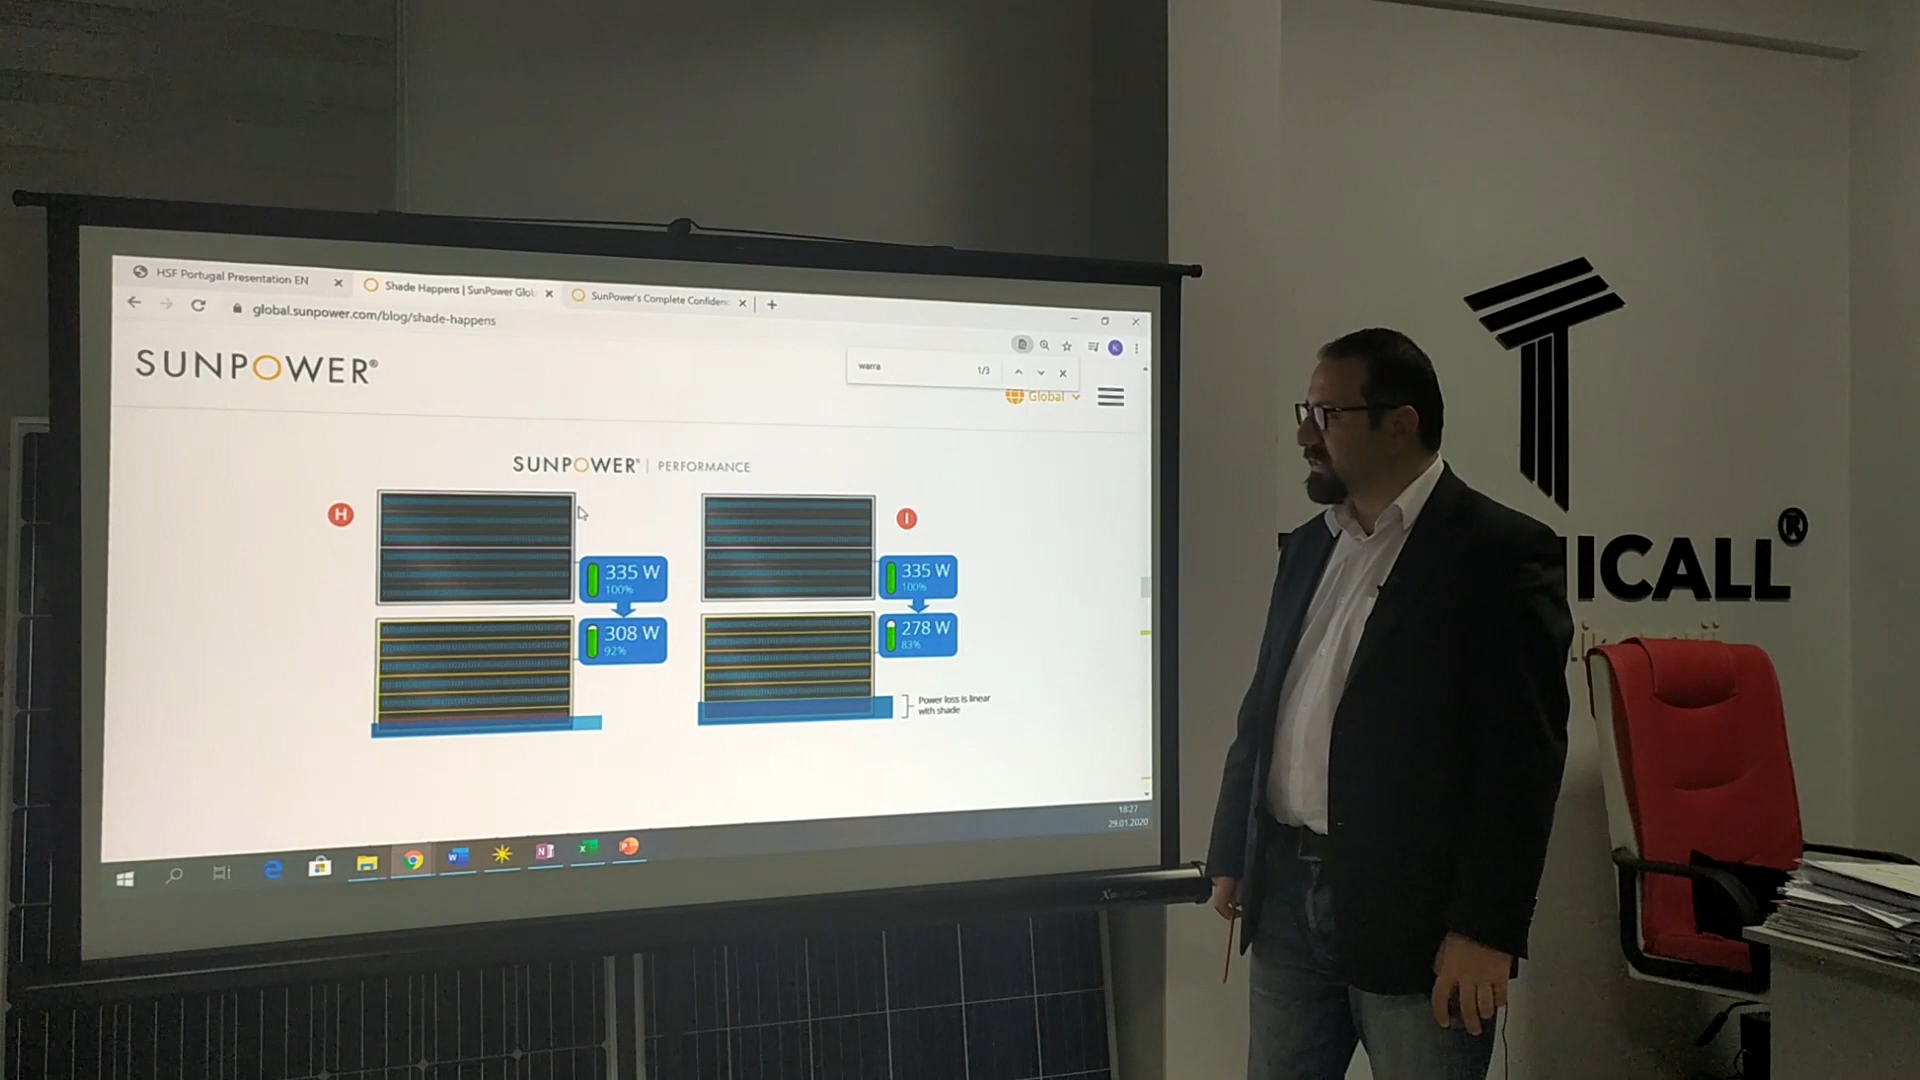 HSF Portugal Presentation EN
Shade Happens | SunPower Glo
SunPower's Complete Confiden
global.sunpower.com/blog/shade-happens
SUNPOWER®
warra
1/3
K
Global
SUNPOWER® | PERFORMANCE
H
I
335 W
100%
335 W
100%
308 W
92%
278 W
83%
Power loss is linear
with shade
18:27
29.01.2020
ICALL®